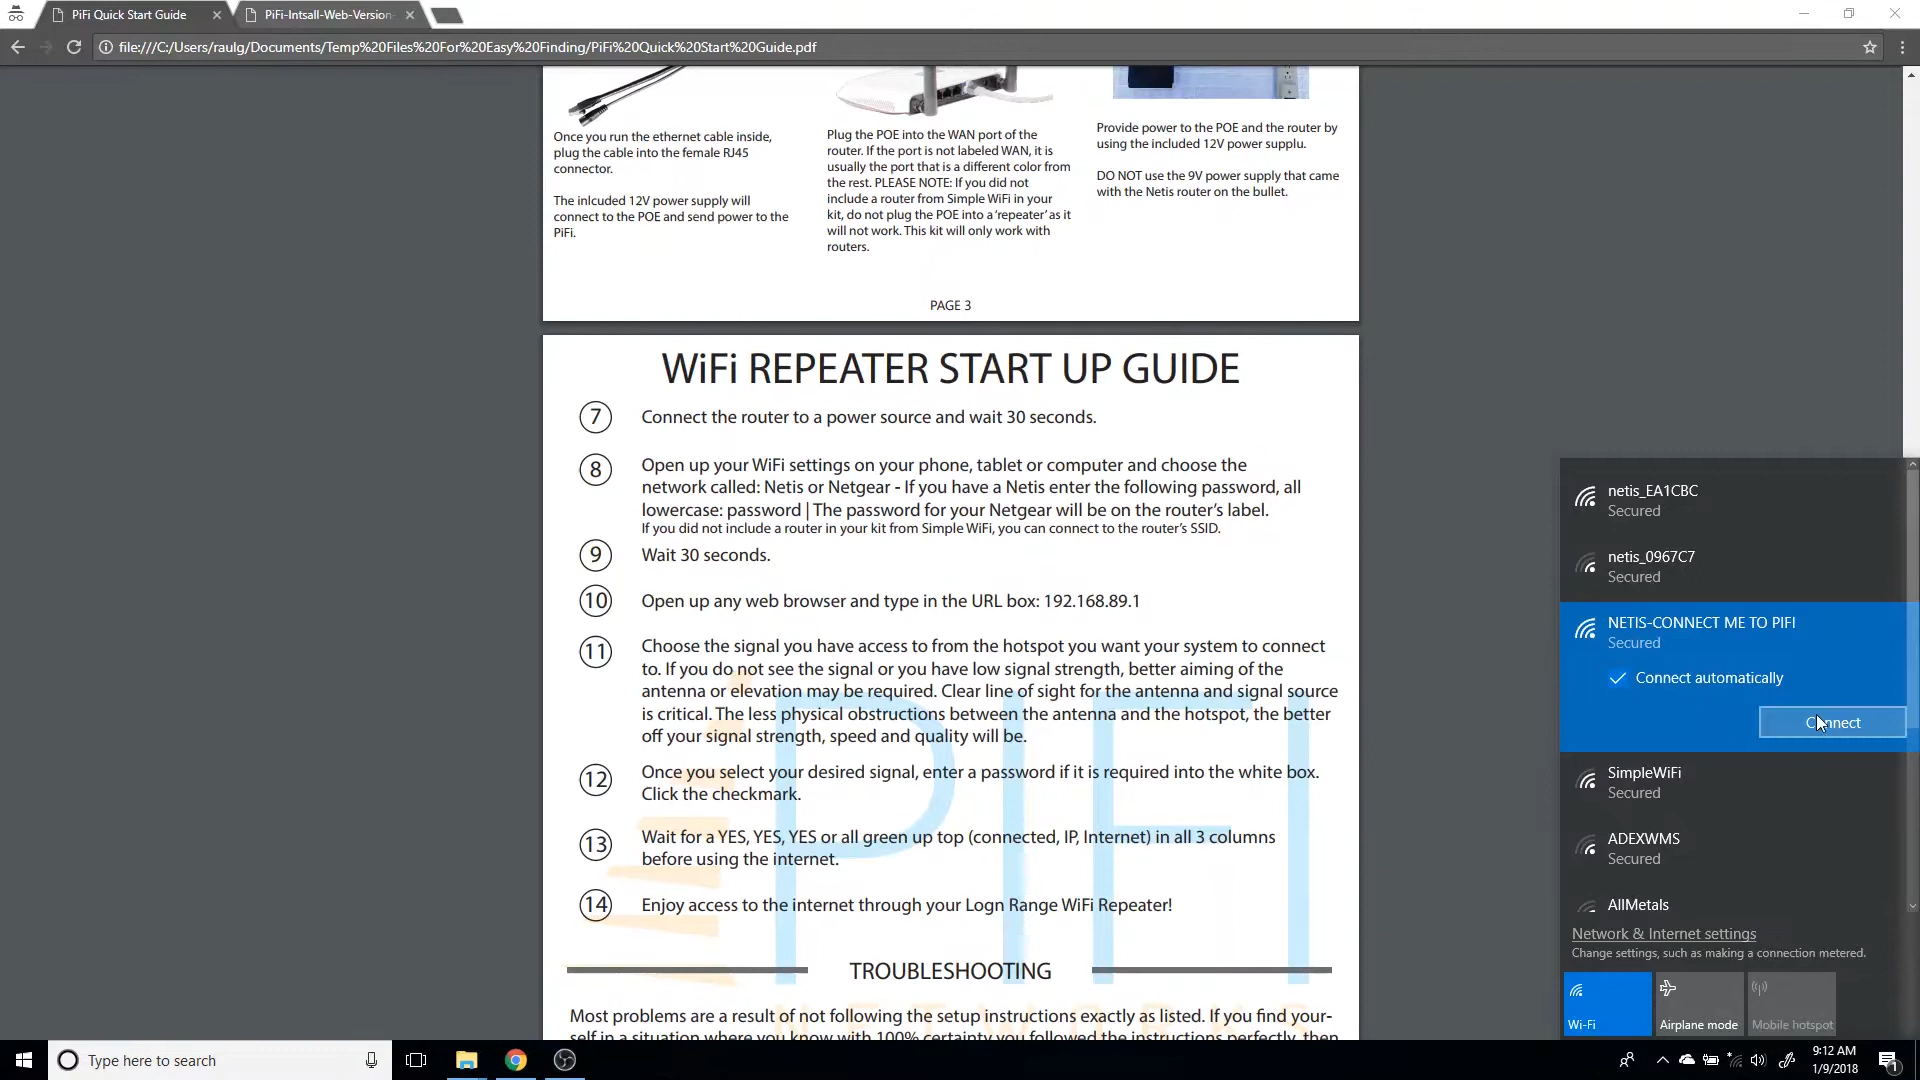 PiFi Quick Start Guide
PiFi-Intsall-Web-Version-
file:///C:/Users/raulg/Documents/Temp%20Files%20For%20Easy%20Finding/PiFi%20Quick%20Start%20Guide.pdf
Once you run the ethernet cable inside,
plug the cable into the female RJ45
connector.
The inlcuded 12V power supply will
connect to the POE and send power to the
PiFi.
Plug the POE into the WAN port of the
router. If the port is not labeled WAN, it is
usually the port that is a different color from
the rest. PLEASE NOTE: If you did not
include a router from Simple WiFi in your
kit, do not plug the POE into a ‘repeater’ as it
will not work. This kit will only work with
routers.
Provide power to the POE and the router by
using the included 12V power supplu.
DO NOT use the 9V power supply that came
with the Netis router on the bullet.
PAGE 3
WiFi REPEATER START UP GUIDE
7 Connect the router to a power source and wait 30 seconds.
8 Open up your WiFi settings on your phone, tablet or computer and choose the
network called: Netis or Netgear - If you have a Netis enter the following password, all
lowercase: password | The password for your Netgear will be on the router’s label.
If you did not include a router in your kit from Simple WiFi, you can connect to the router’s SSID.
9 Wait 30 seconds.
10 Open up any web browser and type in the URL box: 192.168.89.1
11 Choose the signal you have access to from the hotspot you want your system to connect
to. If you do not see the signal or you have low signal strength, better aiming of the
antenna or elevation may be required. Clear line of sight for the antenna and signal source
is critical. The less physical obstructions between the antenna and the hotspot, the better
off your signal strength, speed and quality will be.
12 Once you select your desired signal, enter a password if it is required into the white box.
Click the checkmark.
13 Wait for a YES, YES, YES or all green up top (connected, IP, Internet) in all 3 columns
before using the internet.
14 Enjoy access to the internet through your Logn Range WiFi Repeater!
PIFI
NETWORKS
TROUBLESHOOTING
Most problems are a result of not following the setup instructions exactly as listed. If you find your-
self in a situation where you know with 100% certainty you followed the instructions perfectly, then
netis_EA1CBC
Secured
netis_0967C7
Secured
NETIS-CONNECT ME TO PIFI
Secured
Connect automatically
Connect
SimpleWiFi
Secured
ADEXWMS
Secured
AllMetals
Network & Internet settings
Change settings, such as making a connection metered.
Wi-Fi
Airplane mode
Mobile hotspot
Type here to search
9:12 AM
1/9/2018
1